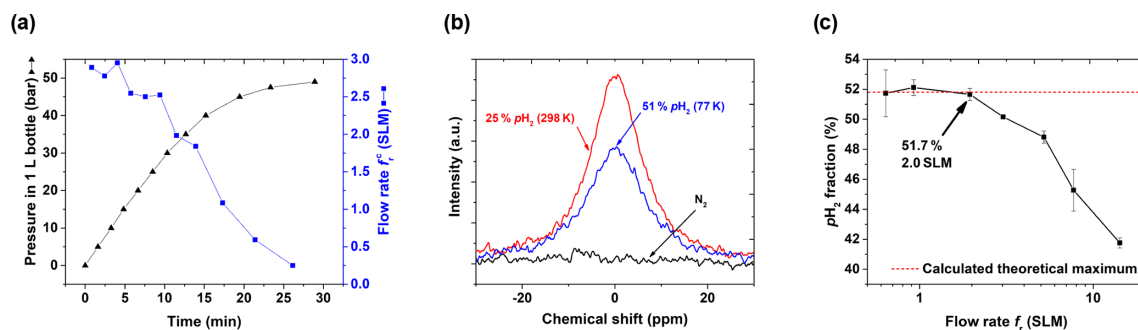 (a)
Pressure in 1 L bottle (bar)
50
40
30
20
10
0
0
5
10
15
20
25
30
Time (min)
3.0
2.5
2.0
1.5
1.0
0.5
0.0
Flow rate fᵣᶜ (SLM)
(b)
Intensity (a.u.)
25 % pH₂ (298 K)
51 % pH₂ (77 K)
N₂
-20
0
20
Chemical shift (ppm)
(c)
pH₂ fraction (%)
54
52
50
48
46
44
42
40
51.7 %
2.0 SLM
Calculated theoretical maximum
1
10
Flow rate fᵣ (SLM)